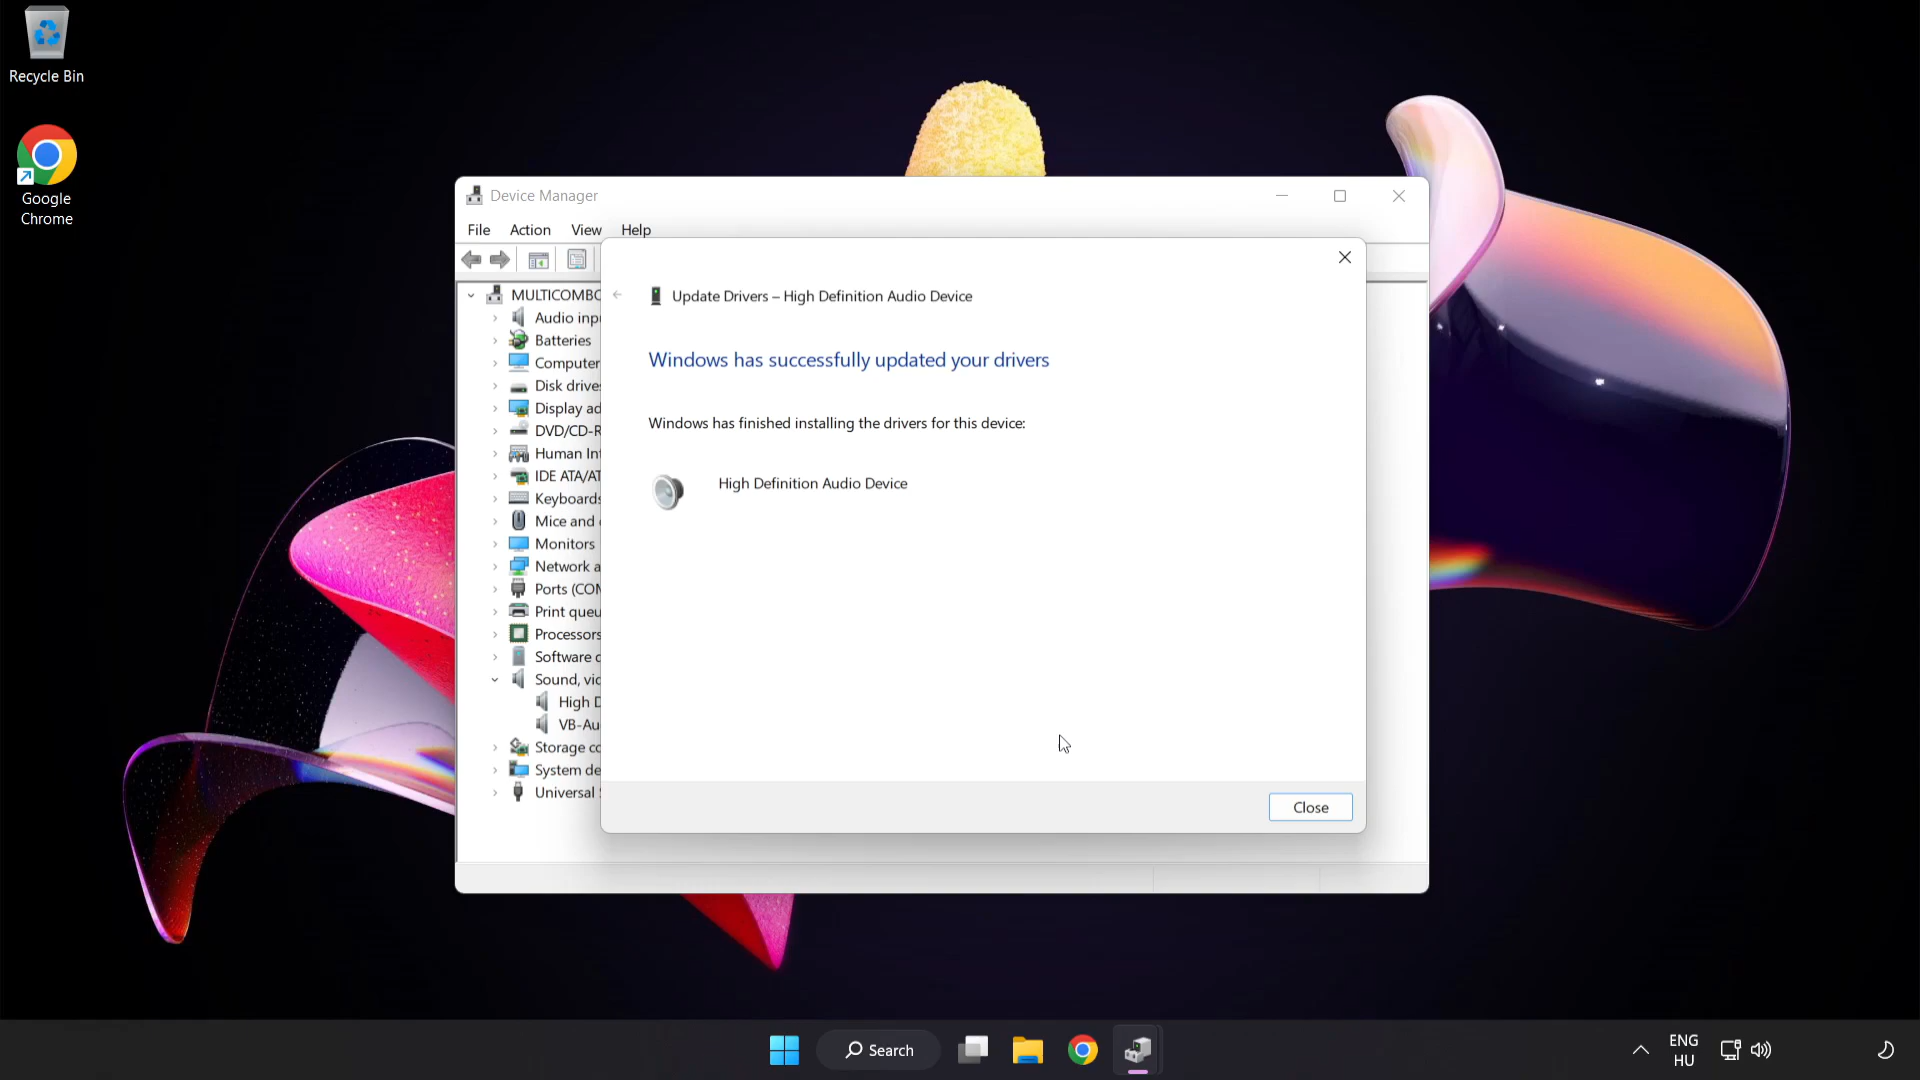 Recycle Bin
Google
Chrome
Device Manager
File Action View Help
MULTICOMBO
Audio inpu
Batteries
Computer
Disk drives
Display ad
DVD/CD-R
Human Int
IDE ATA/AT
Keyboards
Mice and
Monitors
Network a
Ports (COM
Print queu
Processors
Software
Sound, vid
High D
VB-Au
Storage co
System de
Universal
Update Drivers – High Definition Audio Device
Windows has successfully updated your drivers
Windows has finished installing the drivers for this device:
High Definition Audio Device
Close
Search
ENG
HU